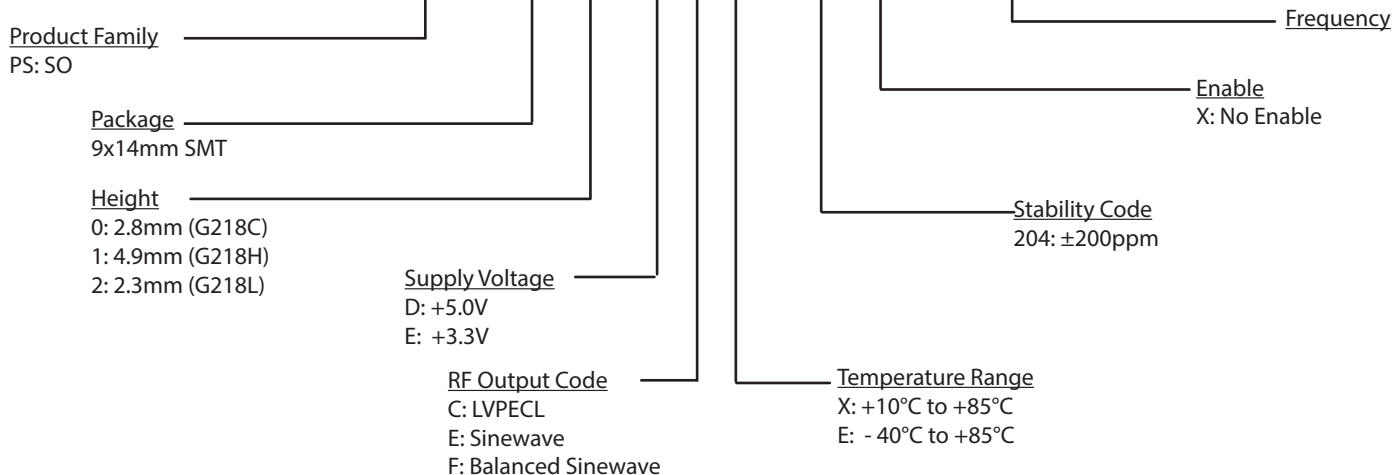 Frequency
Product Family
PS: SO
Enable
X: No Enable
Package
9x14mm SMT
Height
0: 2.8mm (G218C)
1: 4.9mm (G218H)
2: 2.3mm (G218L)
Stability Code
204: ±200ppm
Supply Voltage
D: +5.0V
E: +3.3V
RF Output Code
C: LVPECL
E: Sinewave
F: Balanced Sinewave
Temperature Range
X: +10°C to +85°C
E: - 40°C to +85°C